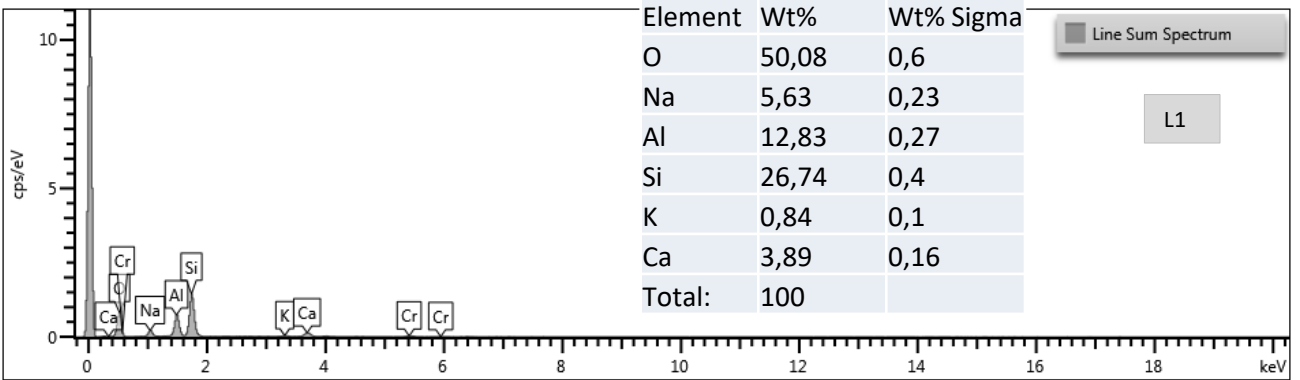 Element Wt% Wt% Sigma
O 50,08 0,6
Na 5,63 0,23
Al 12,83 0,27
Si 26,74 0,4
K 0,84 0,1
Ca 3,89 0,16
Total: 100
Line Sum Spectrum
L1
cps/eV
10
5
0
Ca O Cr Na Al Si K Ca Cr Cr
0 2 4 6 8 10 12 14 16 18 keV